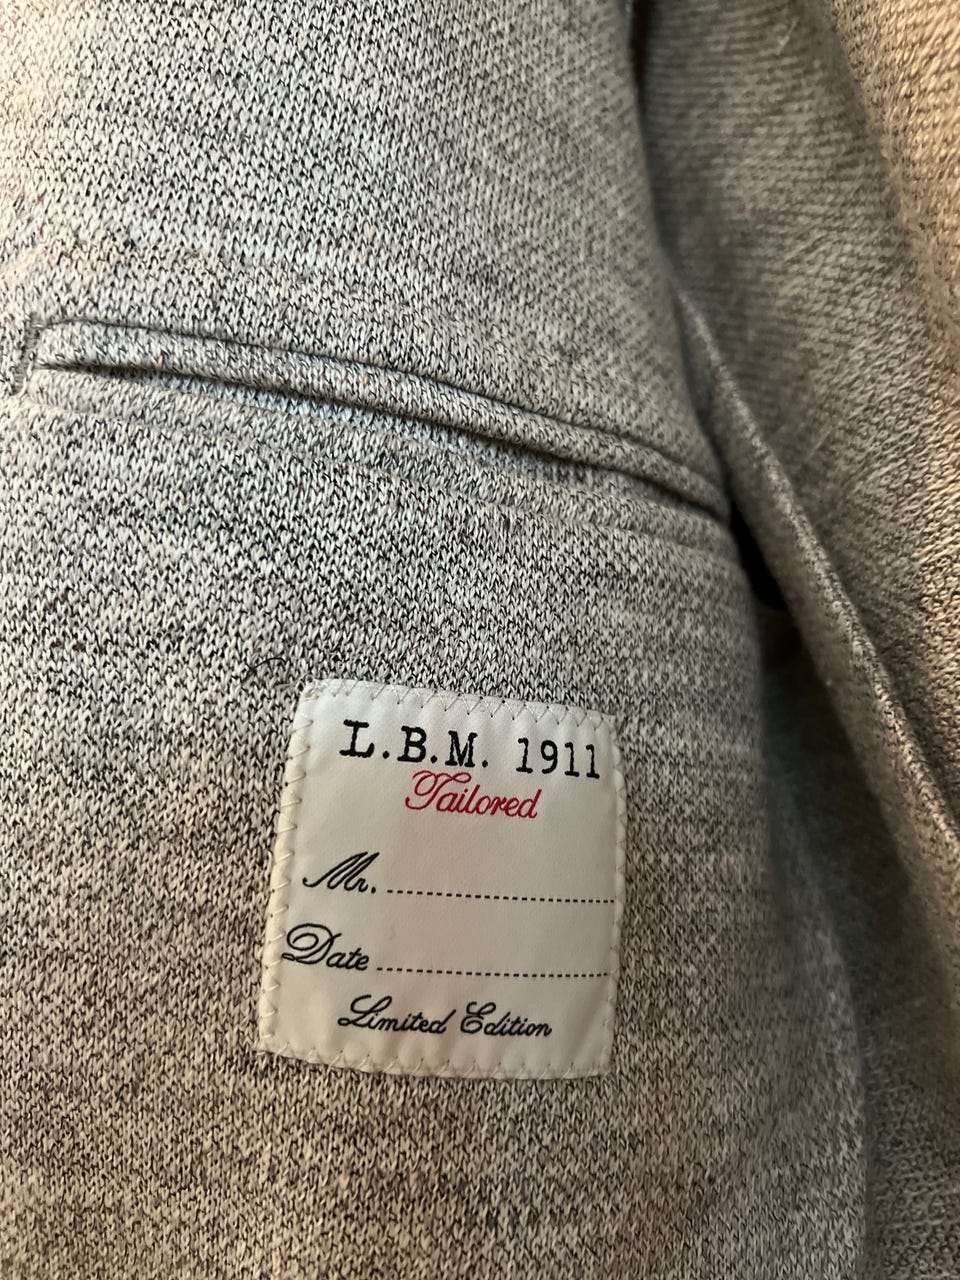 L.B.M. 1911
Tailored
Mr. ........................................
Date ........................................
Limited Edition